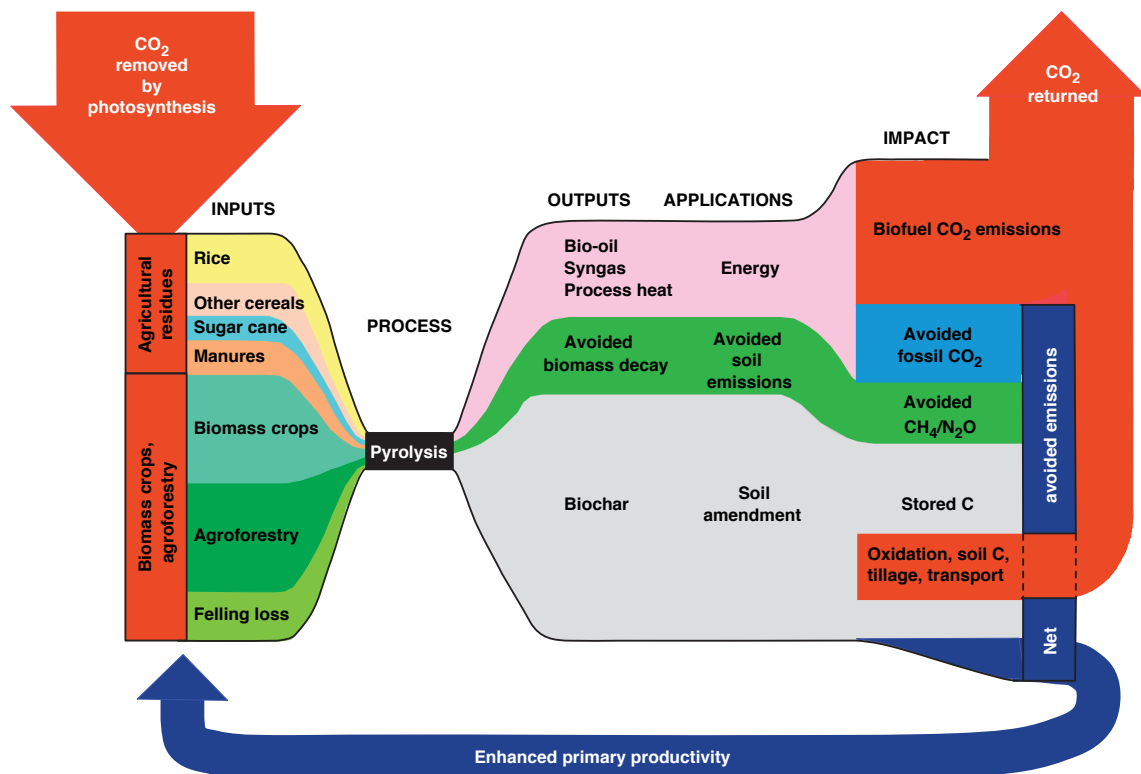 CO2
removed
by
photosynthesis
CO2
returned
IMPACT
INPUTS
OUTPUTS
APPLICATIONS
PROCESS
Agricultural
residues
Rice
Other cereals
Sugar cane
Manures
Biomass crops,
agroforestry
Biomass crops
Agroforestry
Felling loss
Pyrolysis
Bio-oil
Syngas
Process heat
Energy
Avoided
biomass decay
Avoided
soil
emissions
Biochar
Soil
amendment
Biofuel CO2 emissions
Avoided
fossil CO2
Avoided
CH4/N2O
Stored C
Oxidation, soil C,
tillage, transport
avoided emissions
Net
Enhanced primary productivity